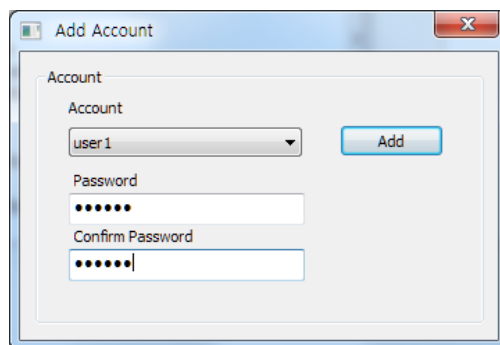 Add Account
Account
Account
user1
Add
Password
••••••
Confirm Password
••••••